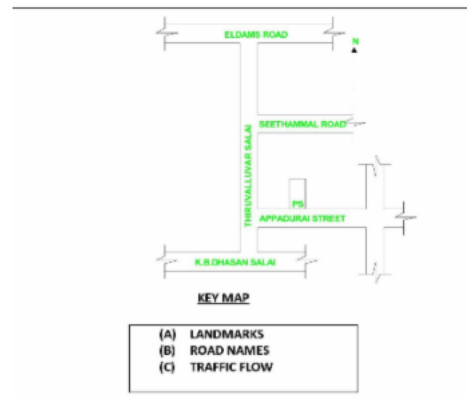 ELDAMS ROAD
N
SEETHAMMAL ROAD
THIRUVALLUVAR SALAI
PS
APPADURAI STREET
K.B.DHASAN SALAI
KEY MAP
(A) LANDMARKS
(B) ROAD NAMES
(C) TRAFFIC FLOW